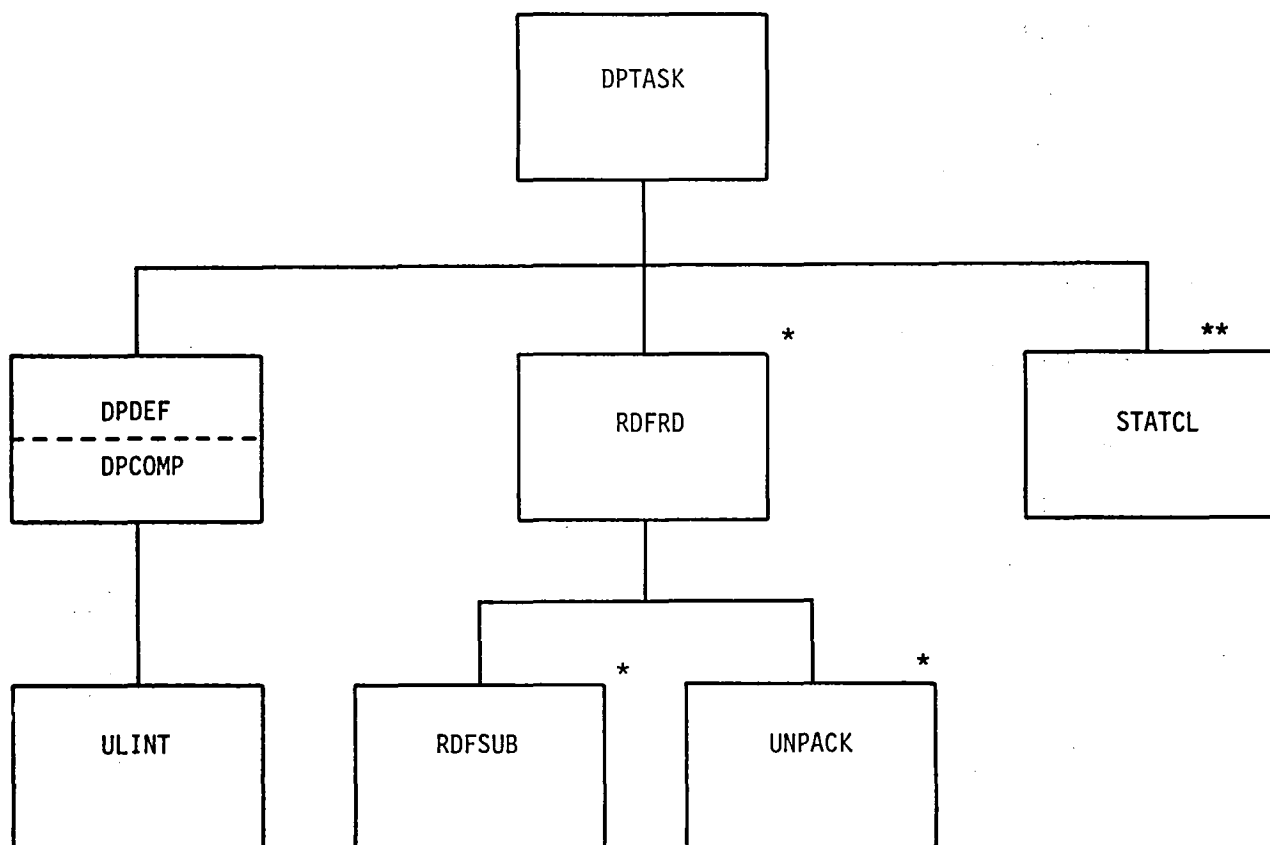 DPTASK
*
**
DPDEF
DPCOMP
RDFRD
STATCL
*
*
ULINT
RDFSUB
UNPACK